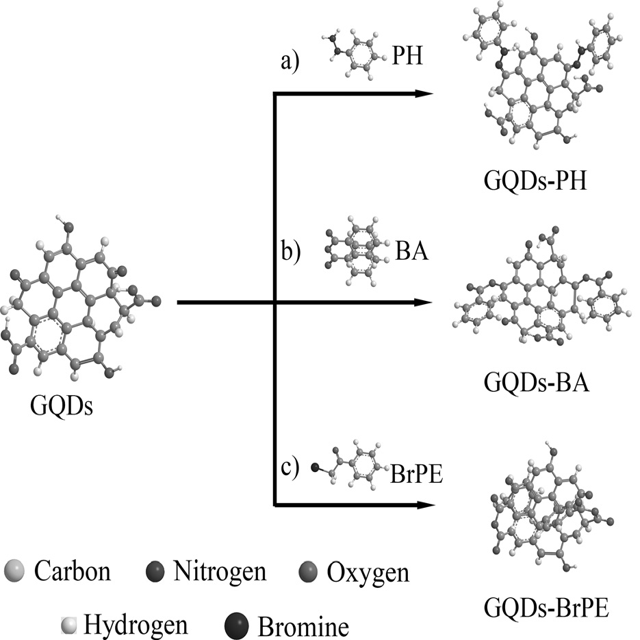 a)
PH
GQDs-PH
b)
BA
GQDs
GQDs-BA
c)
BrPE
Carbon
Nitrogen
Oxygen
GQDs-BrPE
Hydrogen
Bromine